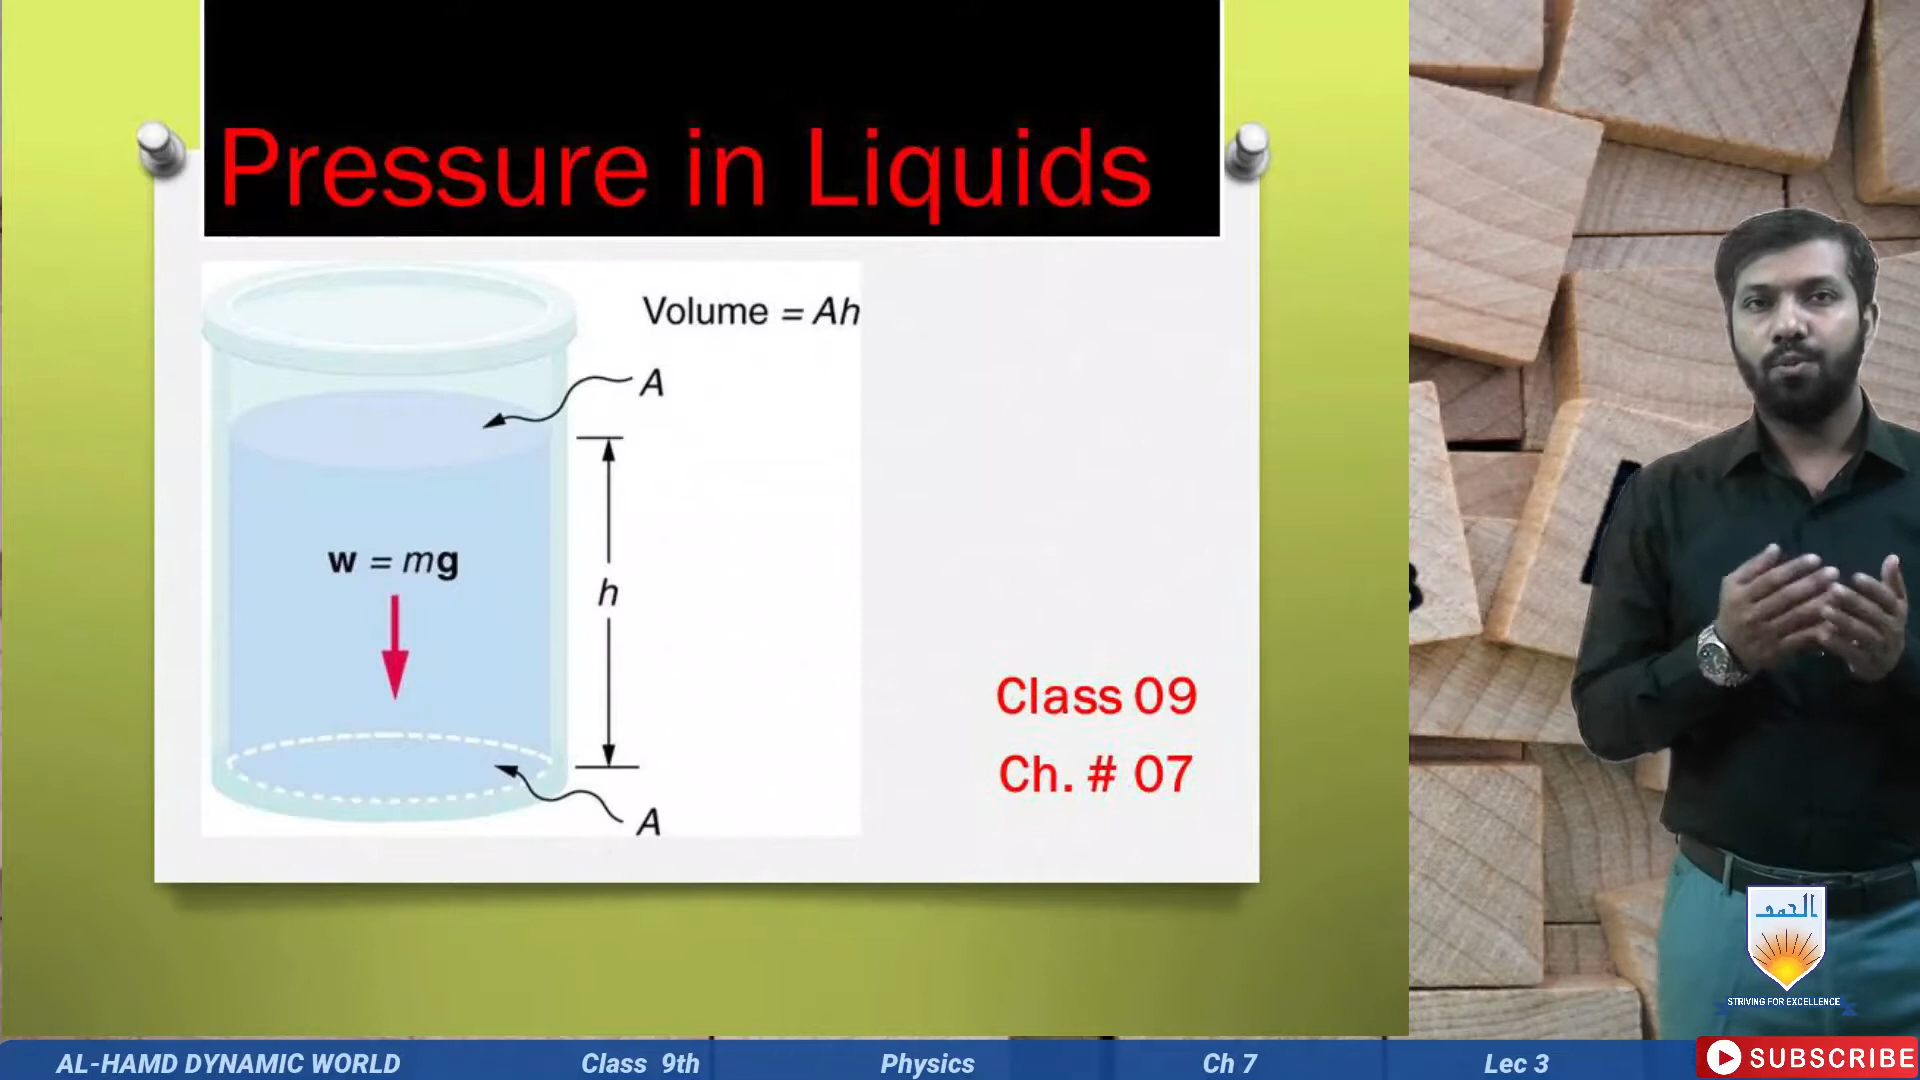 Pressure in Liquids
Volume = Ah
A
w = mg
h
A
Class 09
Ch. # 07
الحمد
STRIVING FOR EXCELLENCE
AL-HAMD DYNAMIC WORLD Class 9th Physics Ch 7 Lec 3 SUBSCRIBE